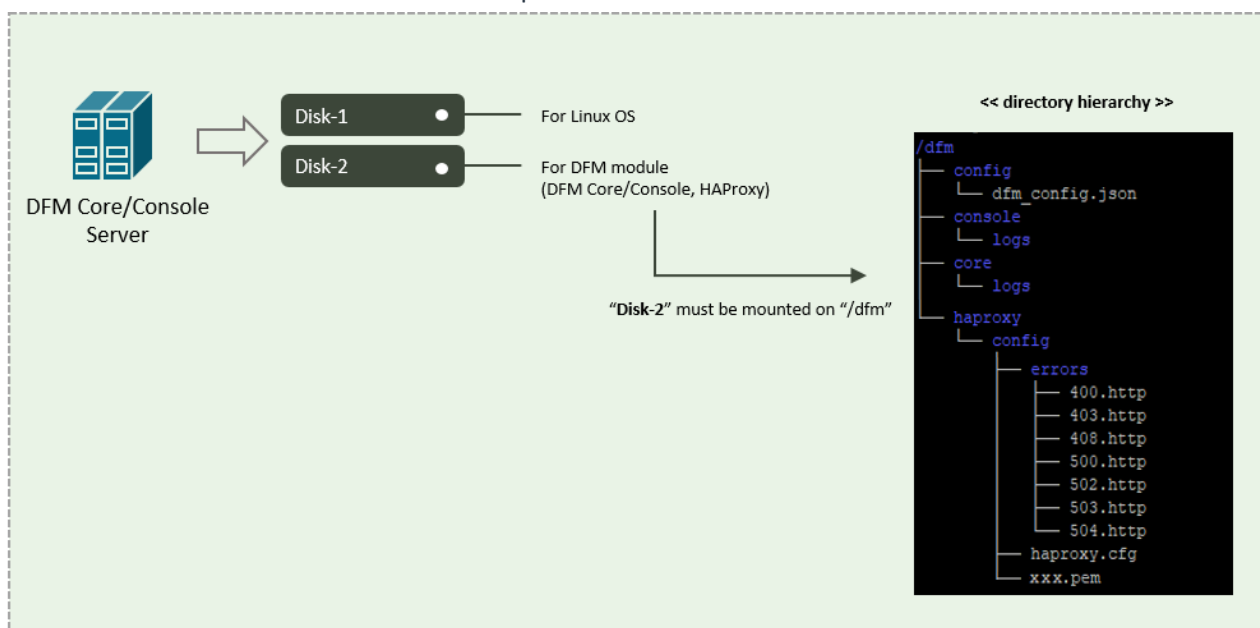 DFM Core/Console
Server
Disk-1
Disk-2
For Linux OS
For DFM module
(DFM Core/Console, HAProxy)
“Disk-2” must be mounted on “/dfm”
<< directory hierarchy >>
/dfm
config
dfm_config.json
console
logs
core
logs
haproxy
config
errors
400.http
403.http
408.http
500.http
502.http
503.http
504.http
haproxy.cfg
xxx.pem